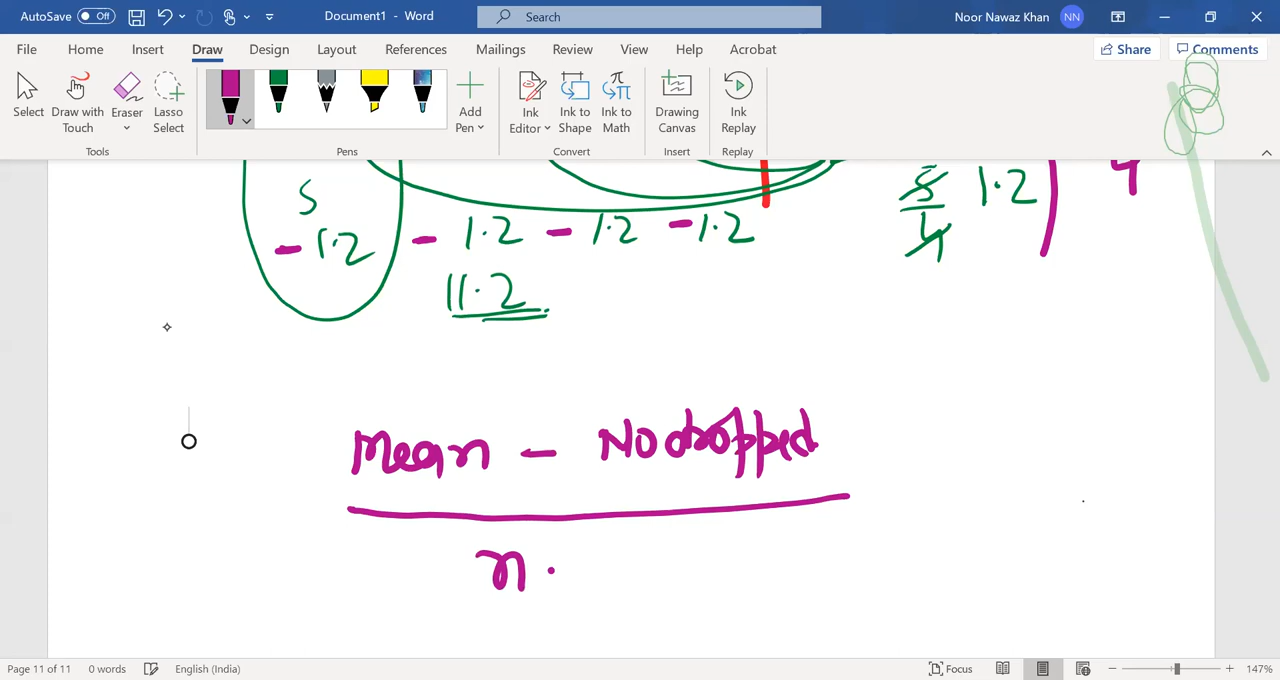 AutoSave Off Document1 - Word Search Noor Nawaz Khan NN
File Home Insert Draw Design Layout References Mailings Review View Help Acrobat Share Comments
Select Draw with Touch Eraser Lasso Select Add Pen Ink Editor Ink to Shape Ink to Math Drawing Canvas Ink Replay
Tools Pens Convert Insert Replay
5
- 1.2 - 1.2 - 1.2 - 1.2
11.2
1.2
4
Mean - No dropped
n
Page 11 of 11 0 words English (India) Focus 147%